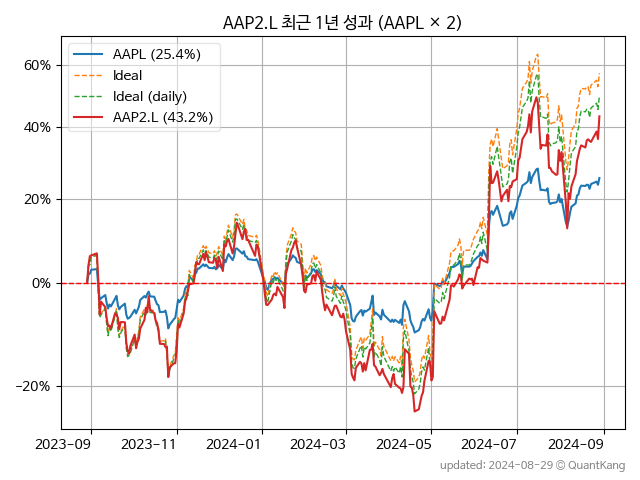 AAP2.L 최근 1년 성과 (AAPL × 2)
AAPL (25.4%)
Ideal
Ideal (daily)
AAP2.L (43.2%)
60%
40%
20%
0%
−20%
2023-09 2023-11 2024-01 2024-03 2024-05 2024-07 2024-09
updated: 2024-08-29 © QuantKang